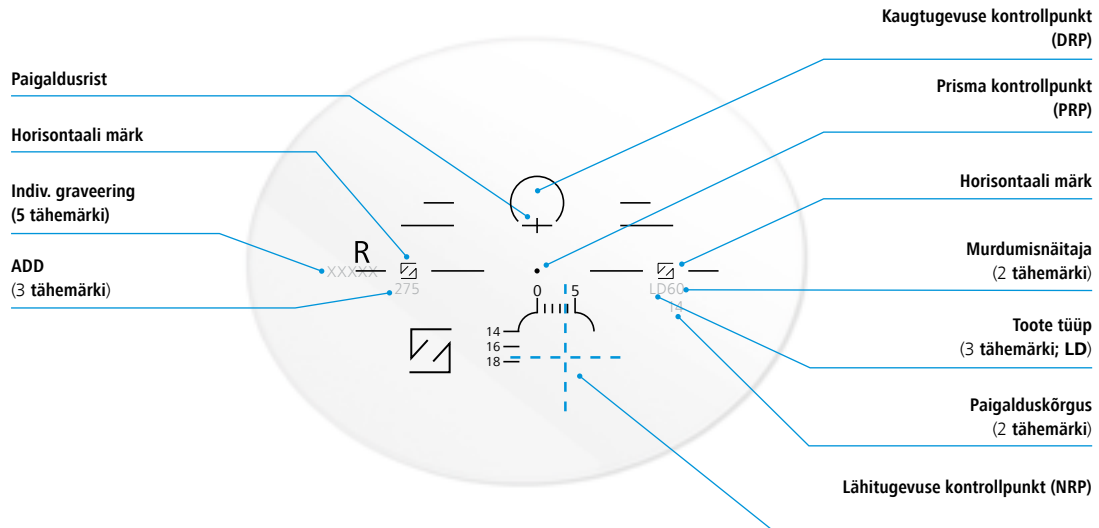 Kaugtugevuse kontrollpunkt
(DRP)
Paigaldusrist
Prisma kontrollpunkt
(PRP)
Horisontaali märk
Horisontaali märk
Indiv. graveering
(5 tähemärki)
Murdumisnäitaja
(2 tähemärki)
ADD
(3 tähemärki)
R
XXXXX
275
LD60
14
0 5
14
16
18
Toote tüüp
(3 tähemärki; LD)
Paigalduskõrgus
(2 tähemärki)
Lähitugevuse kontrollpunkt (NRP)